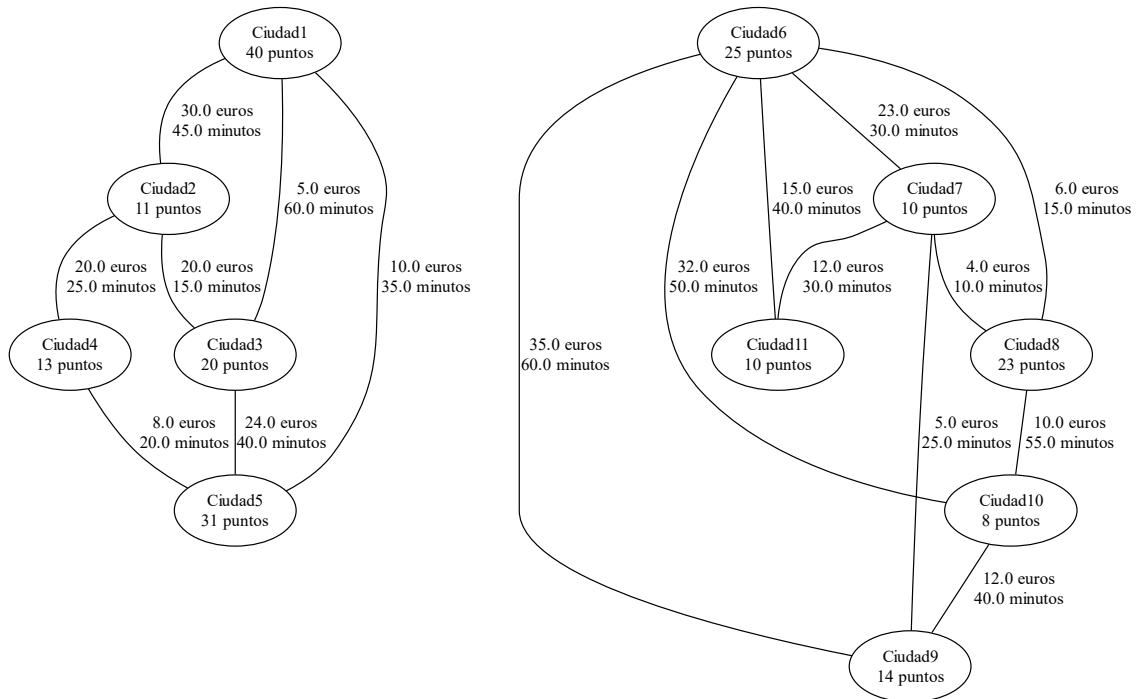 Ciudad1
40 puntos
30.0 euros
45.0 minutos
Ciudad2
11 puntos
5.0 euros
60.0 minutos
20.0 euros
25.0 minutos
20.0 euros
15.0 minutos
10.0 euros
35.0 minutos
Ciudad4
13 puntos
Ciudad3
20 puntos
8.0 euros
20.0 minutos
24.0 euros
40.0 minutos
Ciudad5
31 puntos
Ciudad6
25 puntos
23.0 euros
30.0 minutos
15.0 euros
40.0 minutos
Ciudad7
10 puntos
6.0 euros
15.0 minutos
32.0 euros
50.0 minutos
12.0 euros
30.0 minutos
4.0 euros
10.0 minutos
35.0 euros
60.0 minutos
Ciudad11
10 puntos
Ciudad8
23 puntos
5.0 euros
25.0 minutos
10.0 euros
55.0 minutos
Ciudad10
8 puntos
12.0 euros
40.0 minutos
Ciudad9
14 puntos